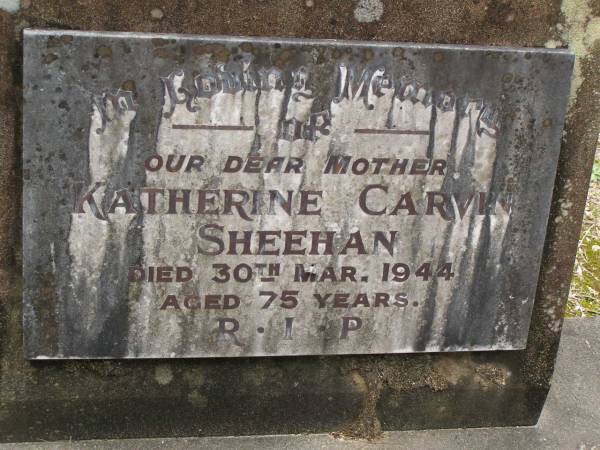 In Loving Memory
OF
OUR DEAR MOTHER
KATHERINE CARVIN
SHEEHAN
DIED 30TH MAR. 1944
AGED 75 YEARS.
R. I. P